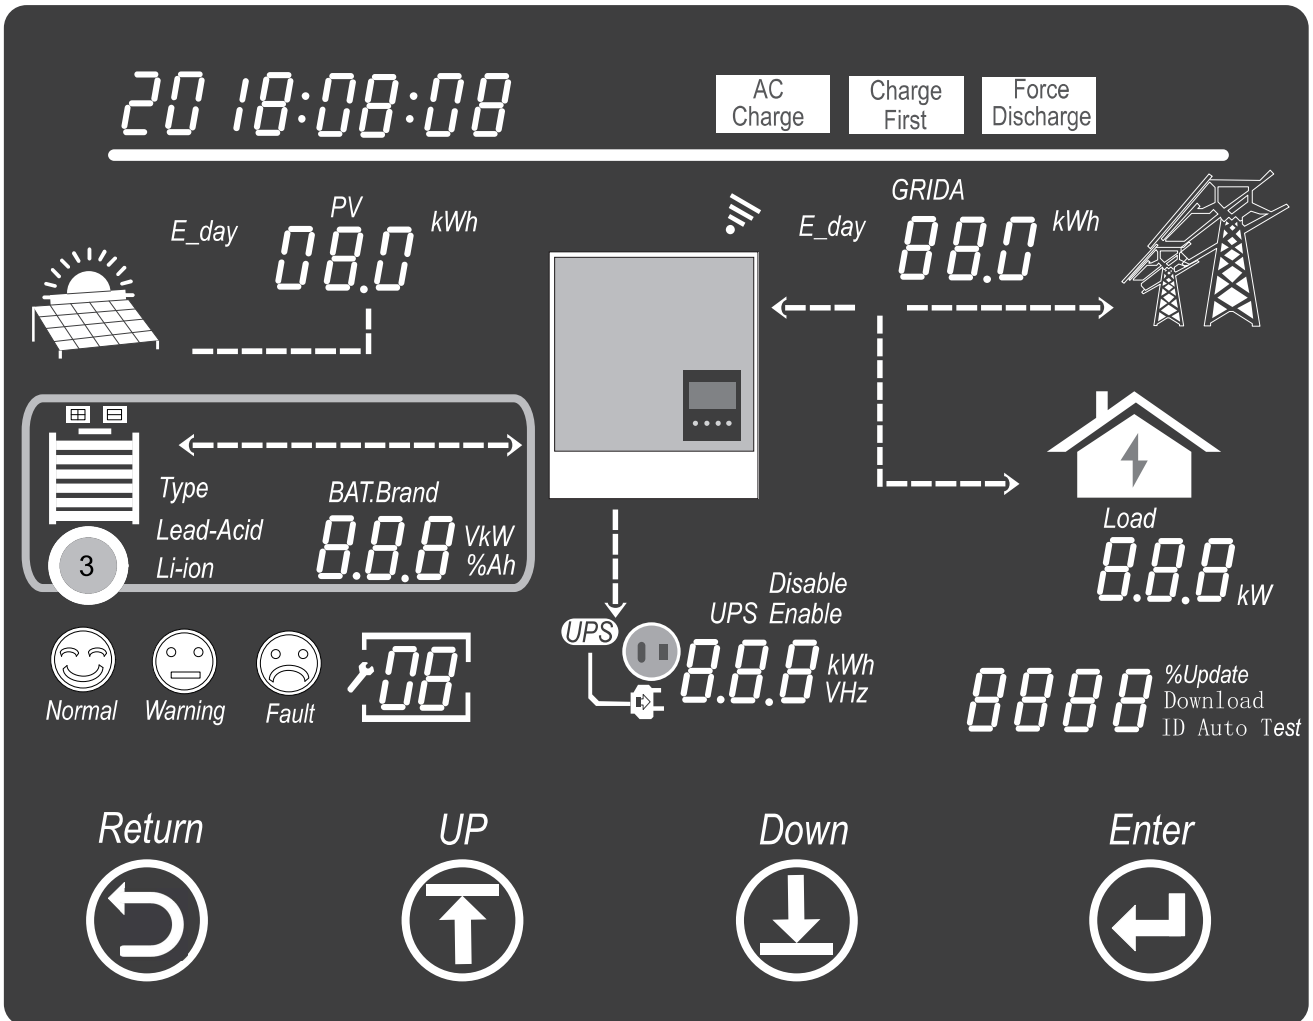 2018:08:08
AC
Charge
Charge
First
Force
Discharge
PV
E_day
08.0
kWh
GRIDA
E_day
88.0
kWh
Type
BAT.Brand
Lead-Acid
Li-ion
8.8.8
VkW
%Ah
3
Load
8.8.8
kW
Disable
UPS Enable
UPS
8.8.8
kWh
VHz
Normal
Warning
Fault
08
8888
%Update
Download
ID Auto Test
Return
UP
Down
Enter